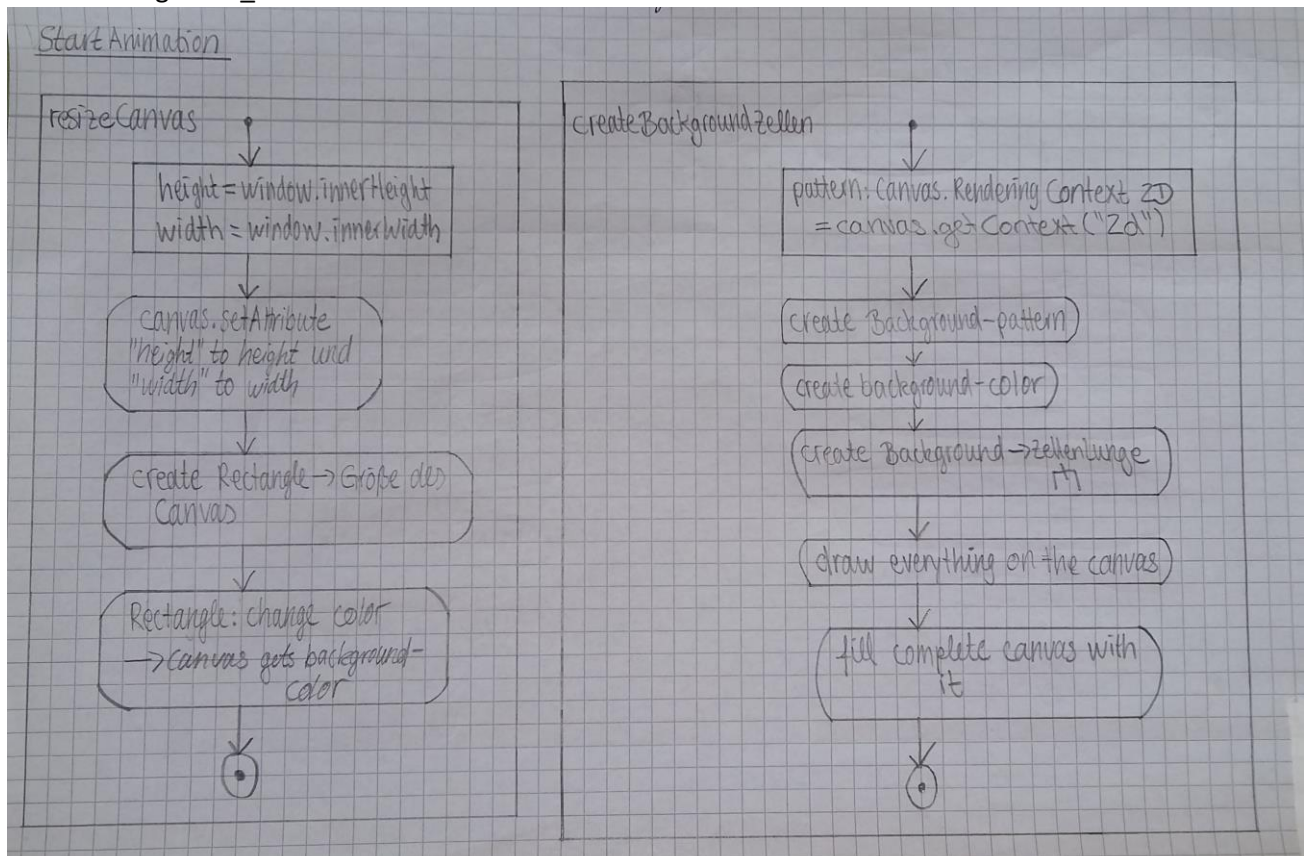 Start Animation
resizeCanvas
height = window.innerHeight
width = window.innerWidth
canvas.setAttribute
"height" to height und
"width" to width
create Rectangle → Größe des
Canvas
Rectangle: change color
→ canvas gets background-
color
createBackgroundzellen
pattern: Canvas.Rendering Context 2D
= canvas.getContext("2d")
create Background-pattern
create background-color
create Background → zellenlunge
draw everything on the canvas
fill complete canvas with
it